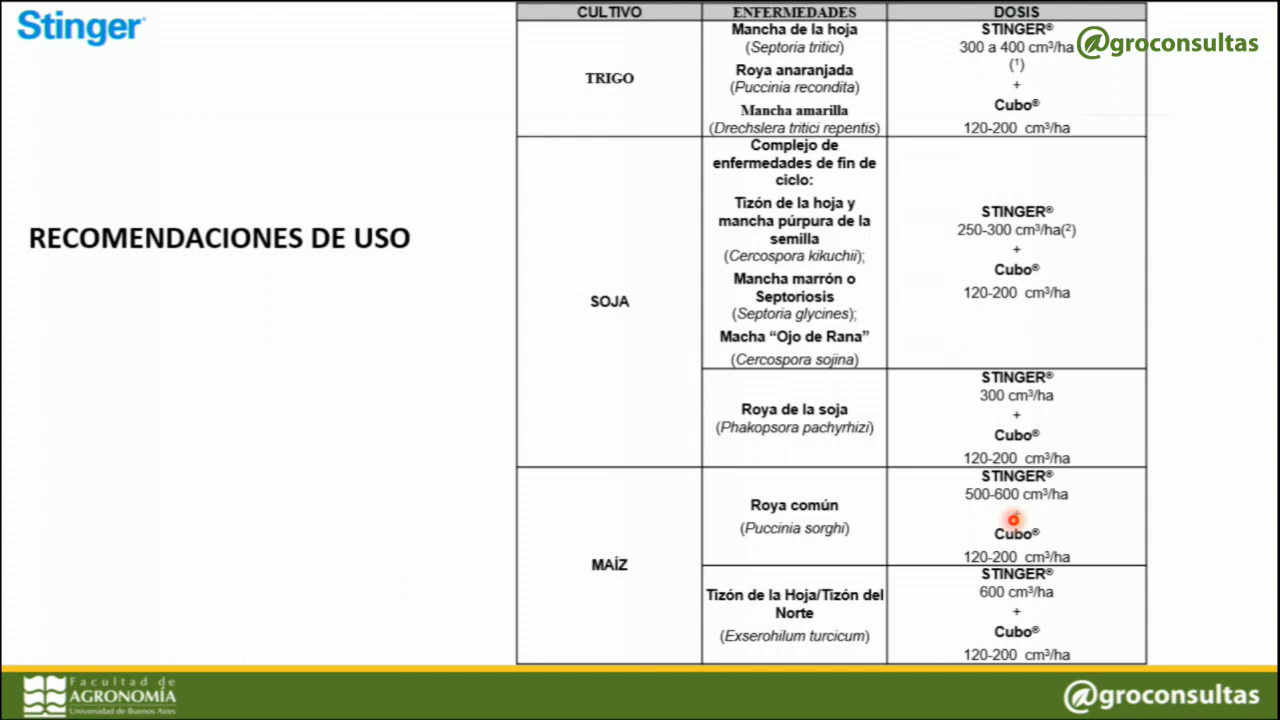 Stinger®
CULTIVO
ENFERMEDADES
DOSIS
@groconsultas
TRIGO
Mancha de la hoja
(Septoria tritici)
Roya anaranjada
(Puccinia recondita)
Mancha amarilla
(Drechslera tritici repentis)
STINGER®
300 a 400 cm³/ha
(¹)
+
Cubo®
120-200 cm³/ha
RECOMENDACIONES DE USO
SOJA
Complejo de
enfermedades de fin de
ciclo:
Tizón de la hoja y
mancha púrpura de la
semilla
(Cercospora kikuchii);
Mancha marrón o
Septoriosis
(Septoria glycines);
Macha “Ojo de Rana”
(Cercospora sojina)
STINGER®
250-300 cm³/ha(²)
+
Cubo®
120-200 cm³/ha
Roya de la soja
(Phakopsora pachyrhizi)
STINGER®
300 cm³/ha
+
Cubo®
120-200 cm³/ha
MAÍZ
Roya común
(Puccinia sorghi)
STINGER®
500-600 cm³/ha
+
Cubo®
120-200 cm³/ha
Tizón de la Hoja/Tizón del
Norte
(Exserohilum turcicum)
STINGER®
600 cm³/ha
+
Cubo®
120-200 cm³/ha
Facultad de
AGRONOMÍA
Universidad de Buenos Aires
@groconsultas